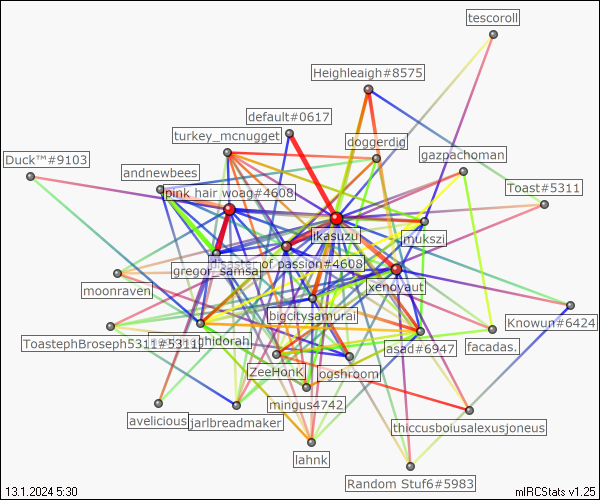 tescoroll
Heighleaigh#8575
default#0617
turkey_mcnugget
doggerdig
gazpachoman
Duck™#9103
andnewbees
Toast#5311
pink hair woag#4608
ikasuzu
mukszi
disaster of passion#4608
gregor_samsa
xenoyaut
moonraven.
bigcitysamurai
Knowun#6424
ToastephBroseph5311#5311
ghidorah.
asad#6947
facadas.
ZeeHonK
ogshroom
mingus4742
avelicious
jarlbreadmaker
thiccusboiusalexusjoneus
lahnk
Random Stuf6#5983
13.1.2024 5:30
mIRCStats v1.25